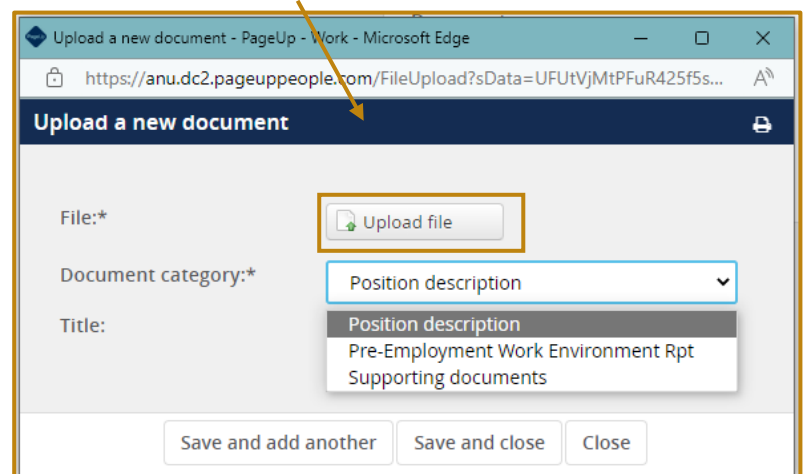 Upload a new document - PageUp - Work - Microsoft Edge
https://anu.dc2.pageuppeople.com/FileUpload?sData=UFUtVjMtPFuR425f5s...
Upload a new document
File:*
Upload file
Document category:*
Position description
Title:
Position description
Pre-Employment Work Environment Rpt
Supporting documents
Save and add another
Save and close
Close